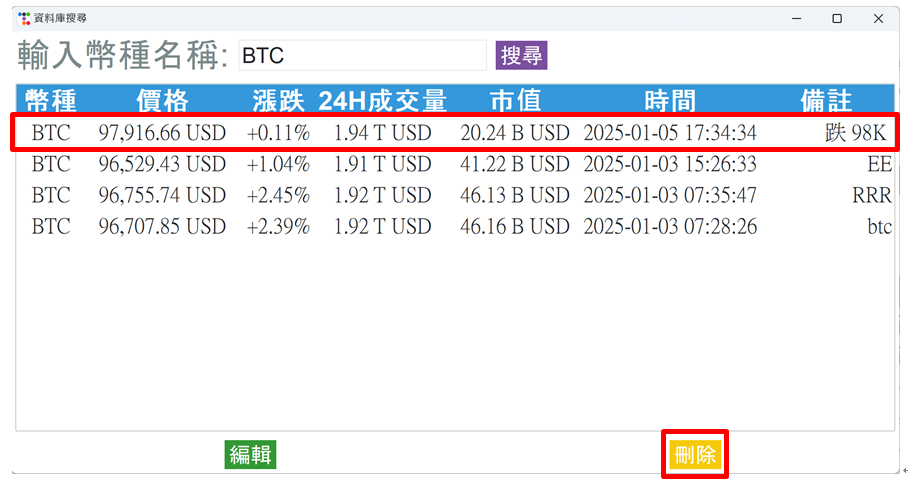 資料庫搜尋
輸入幣種名稱: BTC 搜尋
幣種 價格 漲跌 24H成交量 市值 時間 備註
BTC 97,916.66 USD +0.11% 1.94 T USD 20.24 B USD 2025-01-05 17:34:34 跌 98K
BTC 96,529.43 USD +1.04% 1.91 T USD 41.22 B USD 2025-01-03 15:26:33 EE
BTC 96,755.74 USD +2.45% 1.92 T USD 46.13 B USD 2025-01-03 07:35:47 RRR
BTC 96,707.85 USD +2.39% 1.92 T USD 46.16 B USD 2025-01-03 07:28:26 btc
編輯 刪除